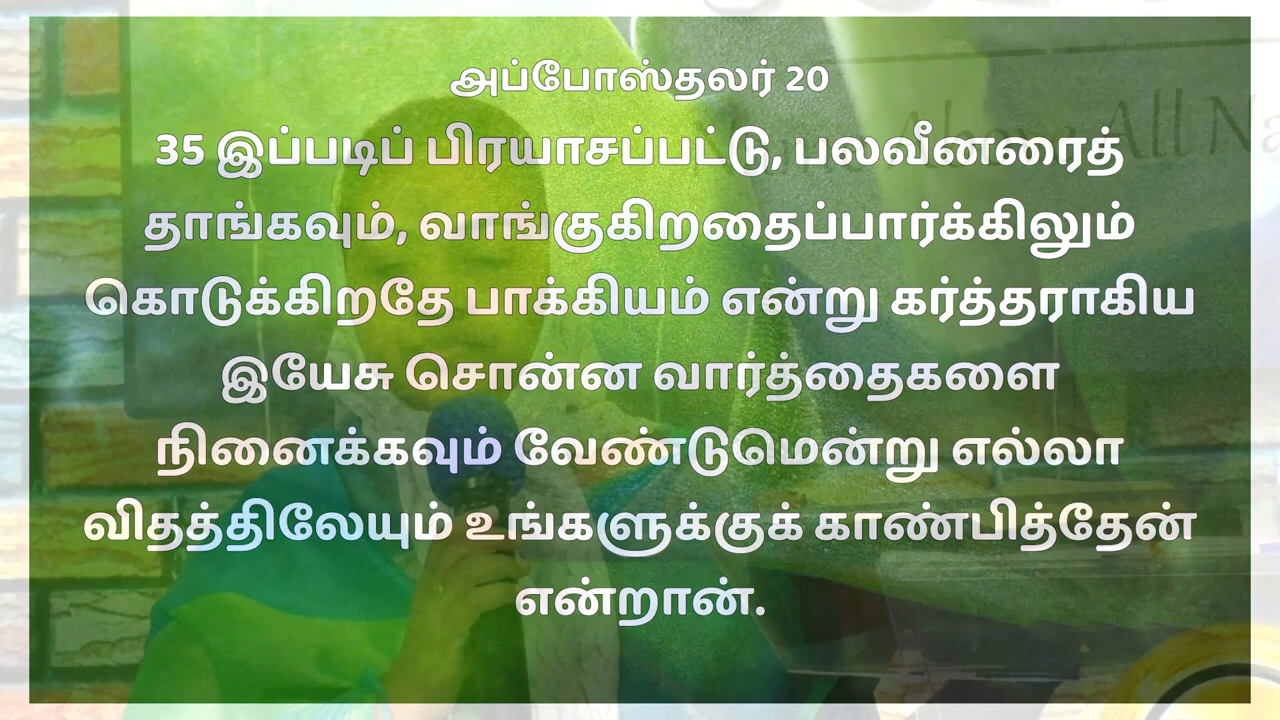 அப்போஸ்தலர் 20
35 இப்படிப் பிரயாசப்பட்டு, பலவீனரைத்
தாங்கவும், வாங்குகிறதைப்பார்க்கிலும்
கொடுக்கிறதே பாக்கியம் என்று கர்த்தராகிய
இயேசு சொன்ன வார்த்தைகளை
நினைக்கவும் வேண்டுமென்று எல்லா
விதத்திலேயும் உங்களுக்குக் காண்பித்தேன்
என்றான்.
All